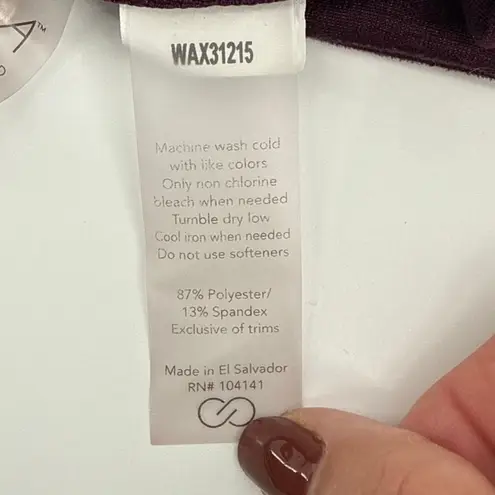 A™
WAX31215
Machine wash cold
with like colors
Only non chlorine
bleach when needed
Tumble dry low
Cool iron when needed
Do not use softeners
87% Polyester/
13% Spandex
Exclusive of trims
Made in El Salvador
RN# 104141